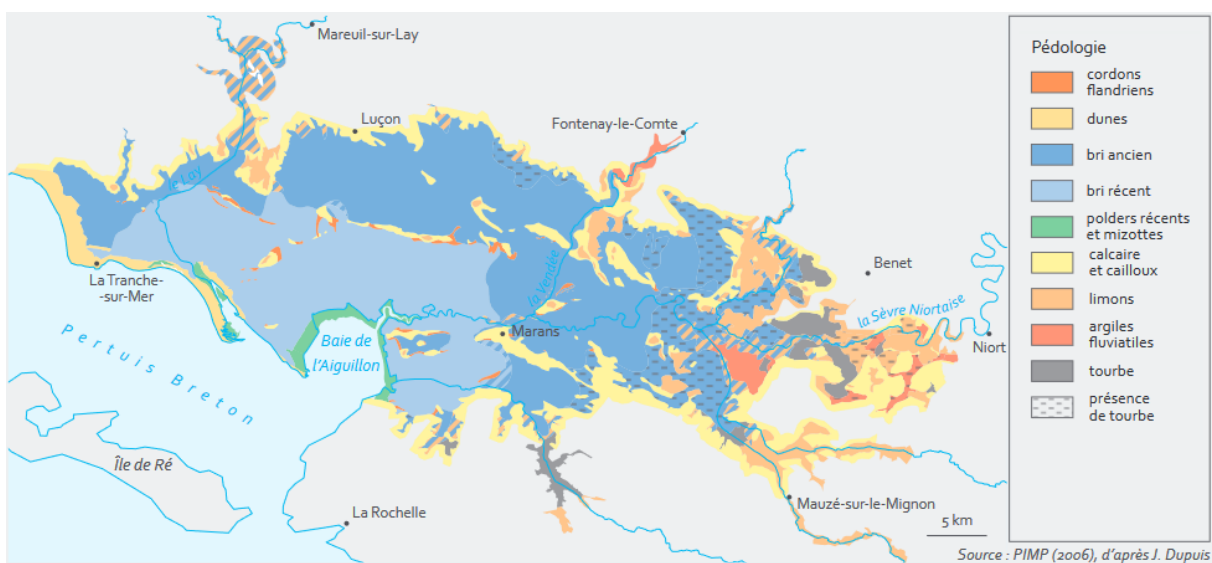 Mareuil-sur-Lay
Luçon
Fontenay-le-Comte
le Lay
la Vendée
Benet
La Tranche-
-sur-Mer
la Sèvre Niortaise
Marans
Niort
Baie de
l'Aiguillon
Pertuis Breton
Île de Ré
La Rochelle
Mauzé-sur-le-Mignon
5 km
Pédologie
cordons
flandriens
dunes
bri ancien
bri récent
polders récents
et mizottes
calcaire
et cailloux
limons
argiles
fluviatiles
tourbe
présence
de tourbe
Source : PIMP (2006), d'après J. Dupuis